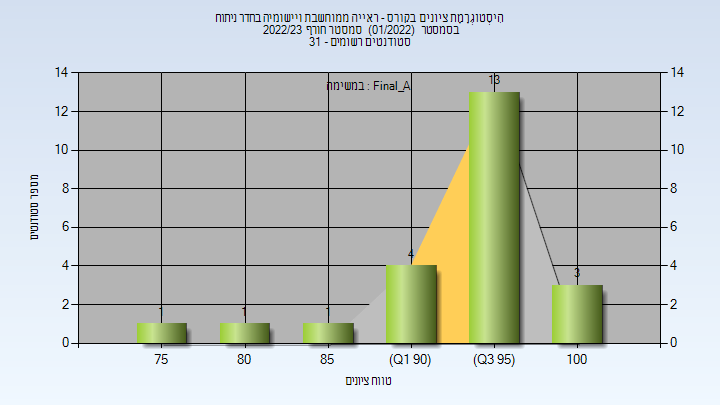 היסטוגרמת ציונים בקורס - ראייה ממוחשבת ויישומיה בחדר ניתוח
בסמסטר (01/2022) סמסטר חורף 2022/23
סטודנטים רשומים - 31
במשימה : Final_A
מספר סטודנטים
14 14
12 12
10 10
8 8
6 6
4 4
2 2
0 0
1 1 1 4 13 3
75 80 85 (Q1 90) (Q3 95) 100
טווח ציונים